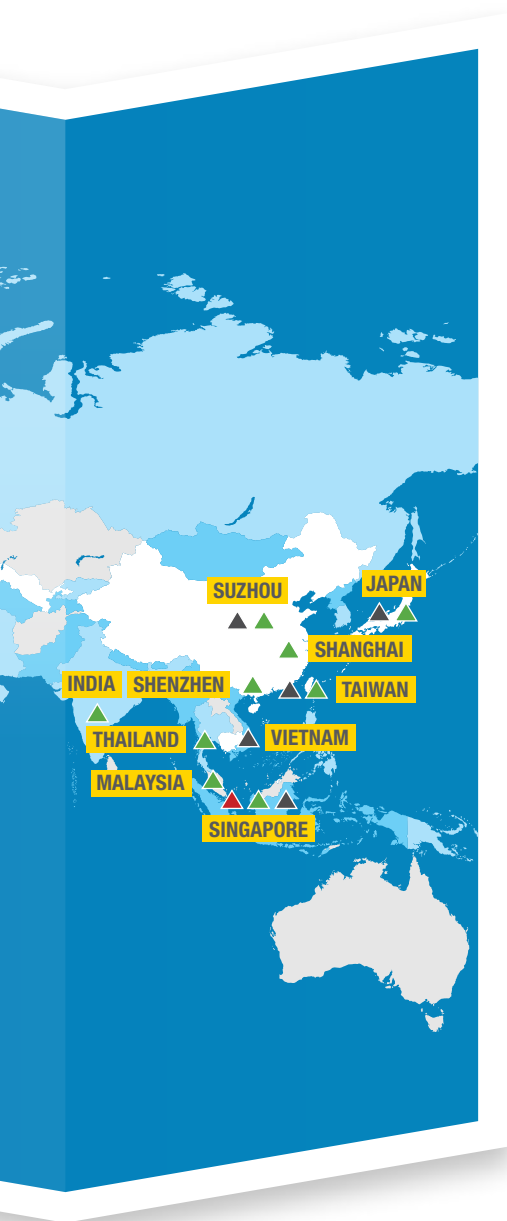 SUZHOU
JAPAN
SHANGHAI
INDIA
SHENZHEN
TAIWAN
THAILAND
VIETNAM
MALAYSIA
SINGAPORE